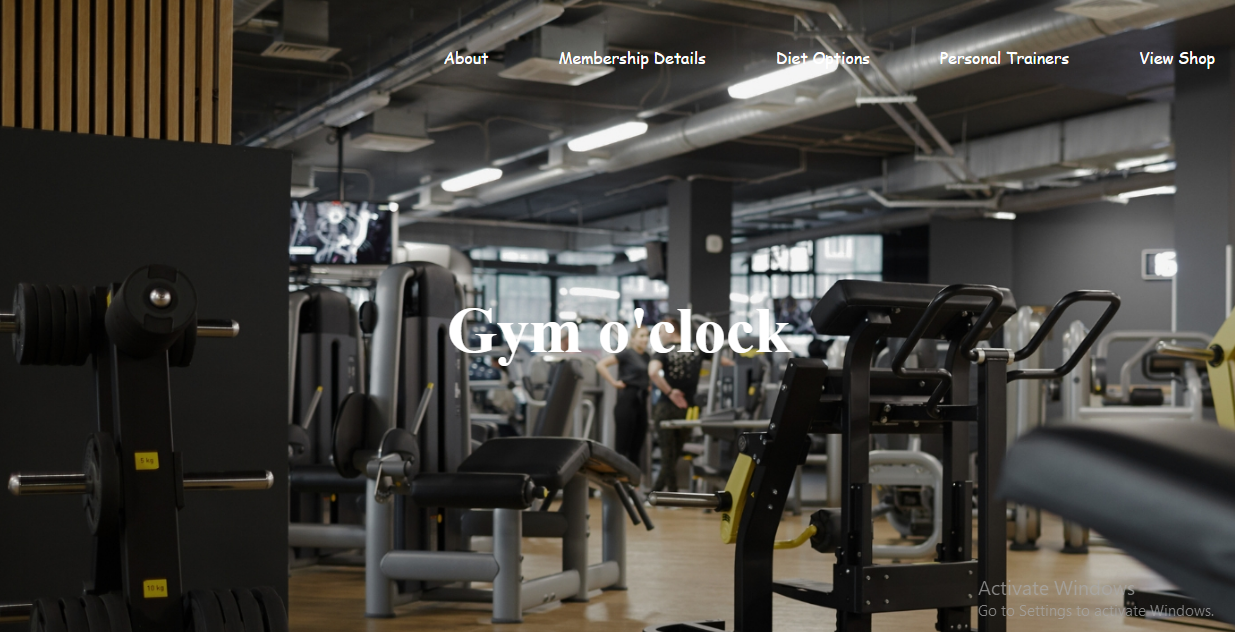 About Membership Details Diet Options Personal Trainers View Shop
Gym o'clock
5 kg
10 kg
Activate Windows
Go to Settings to activate Windows.